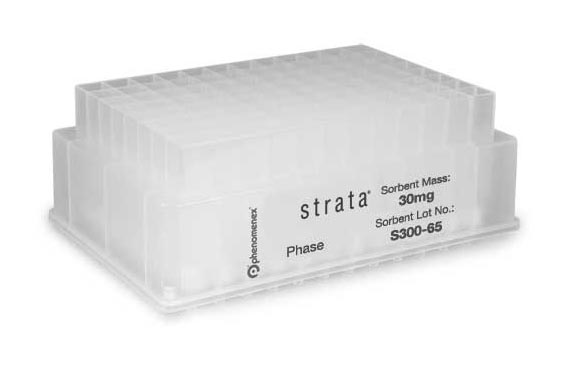 phenomenex®
strata®
Phase
Sorbent Mass:
30mg
Sorbent Lot No.:
S300-65